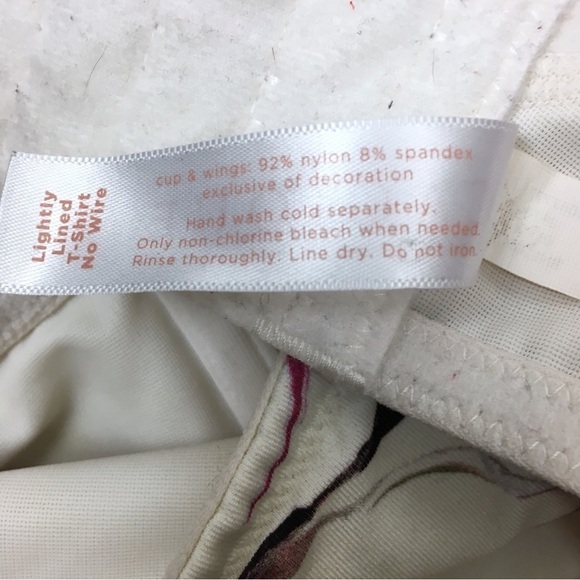 Lightly
Lined
T-Shirt
No Wire
cup & wings: 92% nylon 8% spandex
exclusive of decoration
Hand wash cold separately.
Only non-chlorine bleach when needed.
Rinse thoroughly. Line dry. Do not iron.